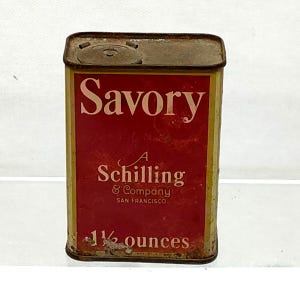 Savory
A
Schilling
& Company
SAN FRANCISCO
1½ ounces